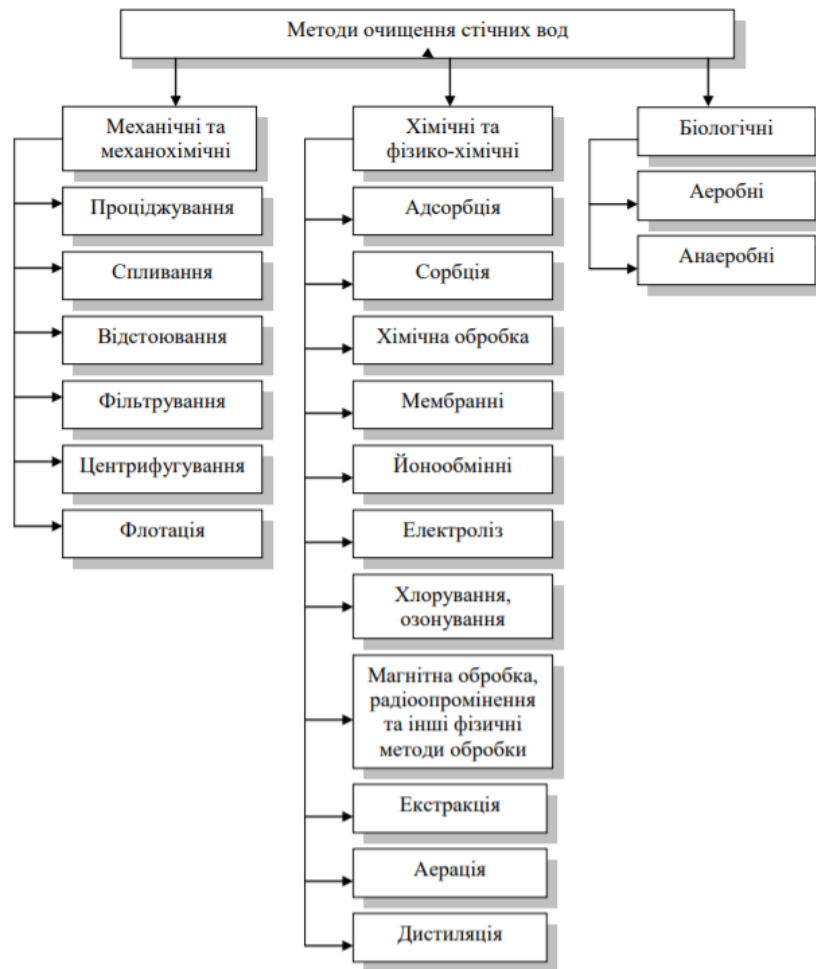 Методи очищення стічних вод
Механічні та
механохімічні
Проціджування
Спливання
Відстоювання
Фільтрування
Центрифугування
Флотація
Хімічні та
фізико-хімічні
Адсорбція
Сорбція
Хімічна обробка
Мембранні
Йонообмінні
Електроліз
Хлорування,
озонування
Магнітна обробка,
радіоопромінення
та інші фізичні
методи обробки
Екстракція
Аерація
Дистиляція
Біологічні
Аеробні
Анаеробні